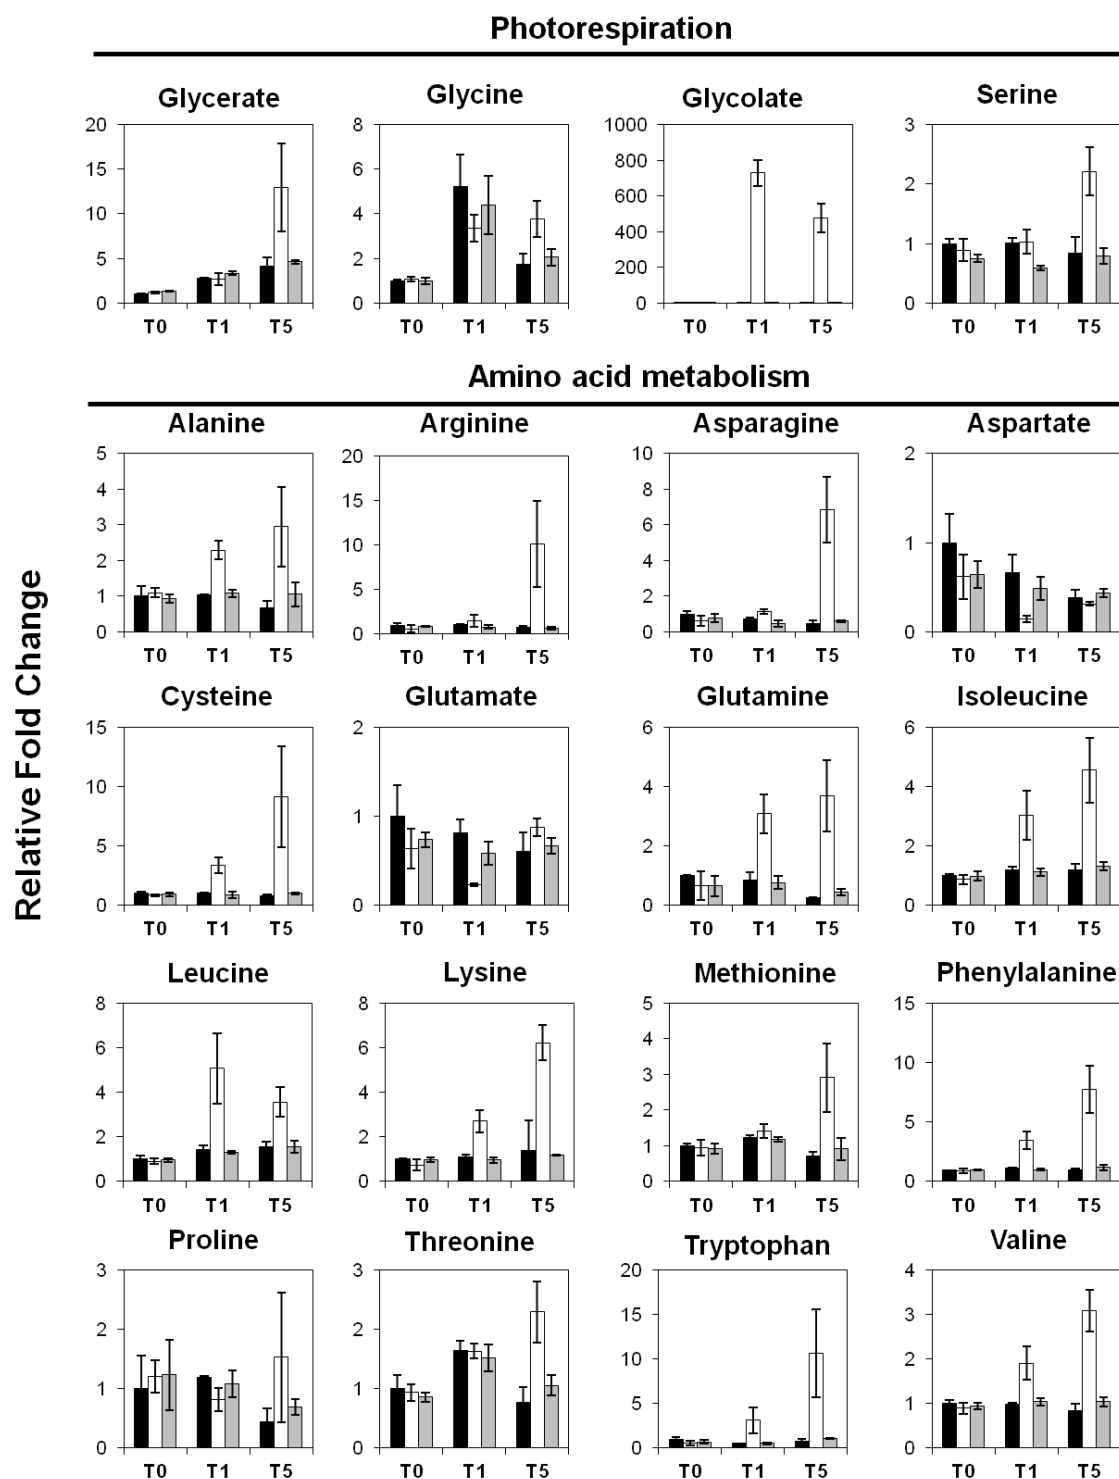 Photorespiration
Glycerate
Glycine
Glycolate
Serine
20
15
10
5
0
8
6
4
2
0
1000
800
600
400
200
0
3
2
1
0
T0 T1 T5
T0 T1 T5
T0 T1 T5
T0 T1 T5
Amino acid metabolism
Relative Fold Change
Alanine
Arginine
Asparagine
Aspartate
5
4
3
2
1
0
20
15
10
5
0
10
8
6
4
2
0
2
1
0
T0 T1 T5
T0 T1 T5
T0 T1 T5
T0 T1 T5
Cysteine
Glutamate
Glutamine
Isoleucine
15
10
5
0
2
1
0
6
4
2
0
6
4
2
0
T0 T1 T5
T0 T1 T5
T0 T1 T5
T0 T1 T5
Leucine
Lysine
Methionine
Phenylalanine
8
6
4
2
0
8
6
4
2
0
5
4
3
2
1
0
15
10
5
0
T0 T1 T5
T0 T1 T5
T0 T1 T5
T0 T1 T5
Proline
Threonine
Tryptophan
Valine
3
2
1
0
3
2
1
0
20
15
10
5
0
4
3
2
1
0
T0 T1 T5
T0 T1 T5
T0 T1 T5
T0 T1 T5